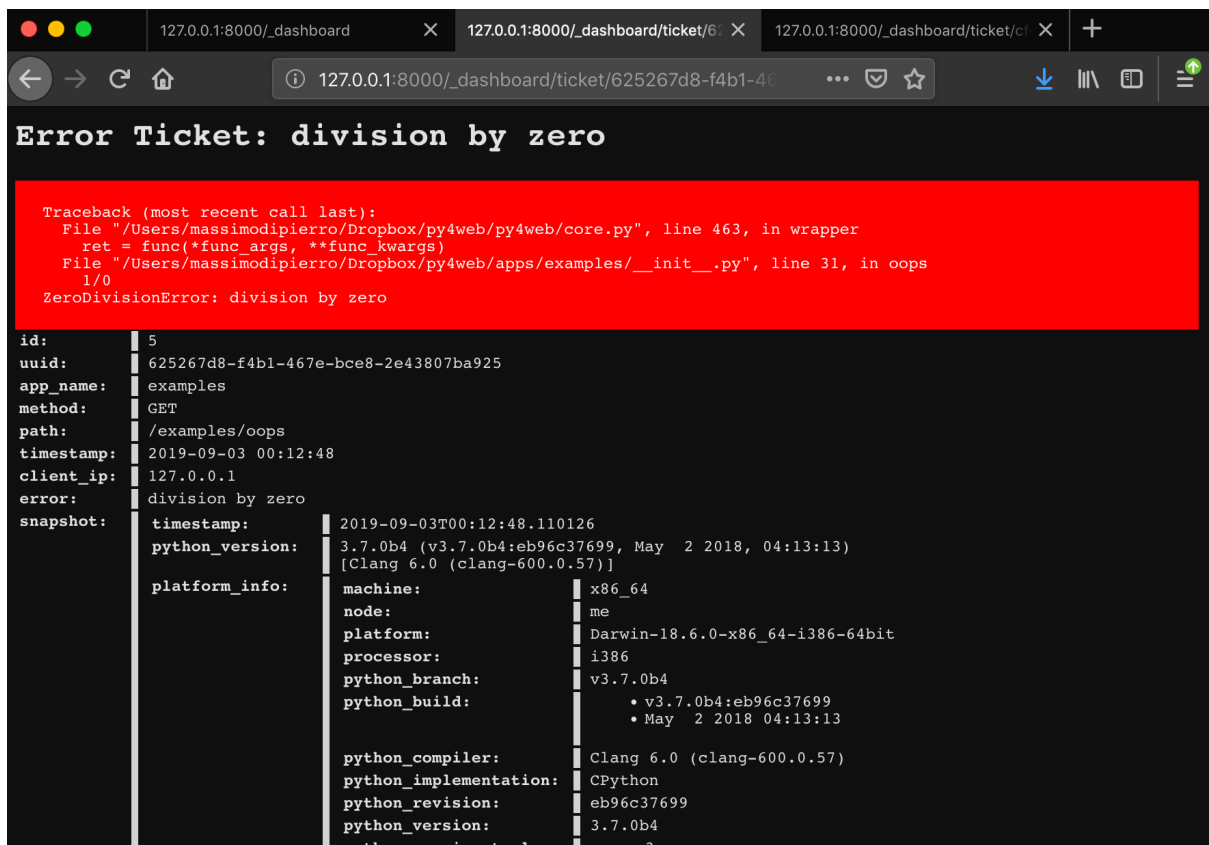 127.0.0.1:8000/_dashboard
127.0.0.1:8000/_dashboard/ticket/62
127.0.0.1:8000/_dashboard/ticket/cf
127.0.0.1:8000/_dashboard/ticket/625267d8-f4b1-46
Error Ticket: division by zero
Traceback (most recent call last):
File "/Users/massimodipierro/Dropbox/py4web/py4web/core.py", line 463, in wrapper
ret = func(*func_args, **func_kwargs)
File "/Users/massimodipierro/Dropbox/py4web/apps/examples/__init__.py", line 31, in oops
1/0
ZeroDivisionError: division by zero
id: 5
uuid: 625267d8-f4b1-467e-bce8-2e43807ba925
app_name: examples
method: GET
path: /examples/oops
timestamp: 2019-09-03 00:12:48
client_ip: 127.0.0.1
error: division by zero
snapshot: timestamp: 2019-09-03T00:12:48.110126
python_version: 3.7.0b4 (v3.7.0b4:eb96c37699, May  2 2018, 04:13:13)
[Clang 6.0 (clang-600.0.57)]
platform_info: machine: x86_64
node: me
platform: Darwin-18.6.0-x86_64-i386-64bit
processor: i386
python_branch: v3.7.0b4
python_build: • v3.7.0b4:eb96c37699
• May  2 2018 04:13:13
python_compiler: Clang 6.0 (clang-600.0.57)
python_implementation: CPython
python_revision: eb96c37699
python_version: 3.7.0b4